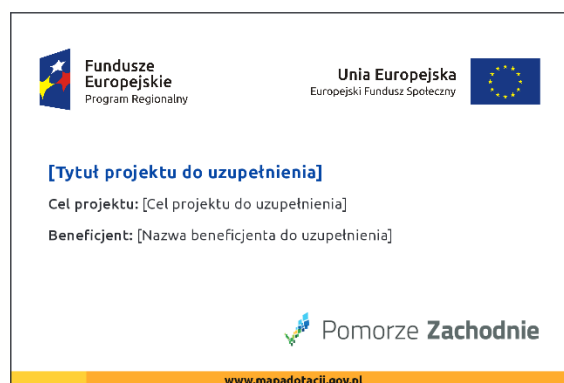 Fundusze
Europejskie
Program Regionalny
Unia Europejska
Europejski Fundusz Społeczny
[Tytuł projektu do uzupełnienia]
Cel projektu: [Cel projektu do uzupełnienia]
Beneficjent: [Nazwa beneficjenta do uzupełnienia]
Pomorze Zachodnie
www.mapadotacji.gov.pl